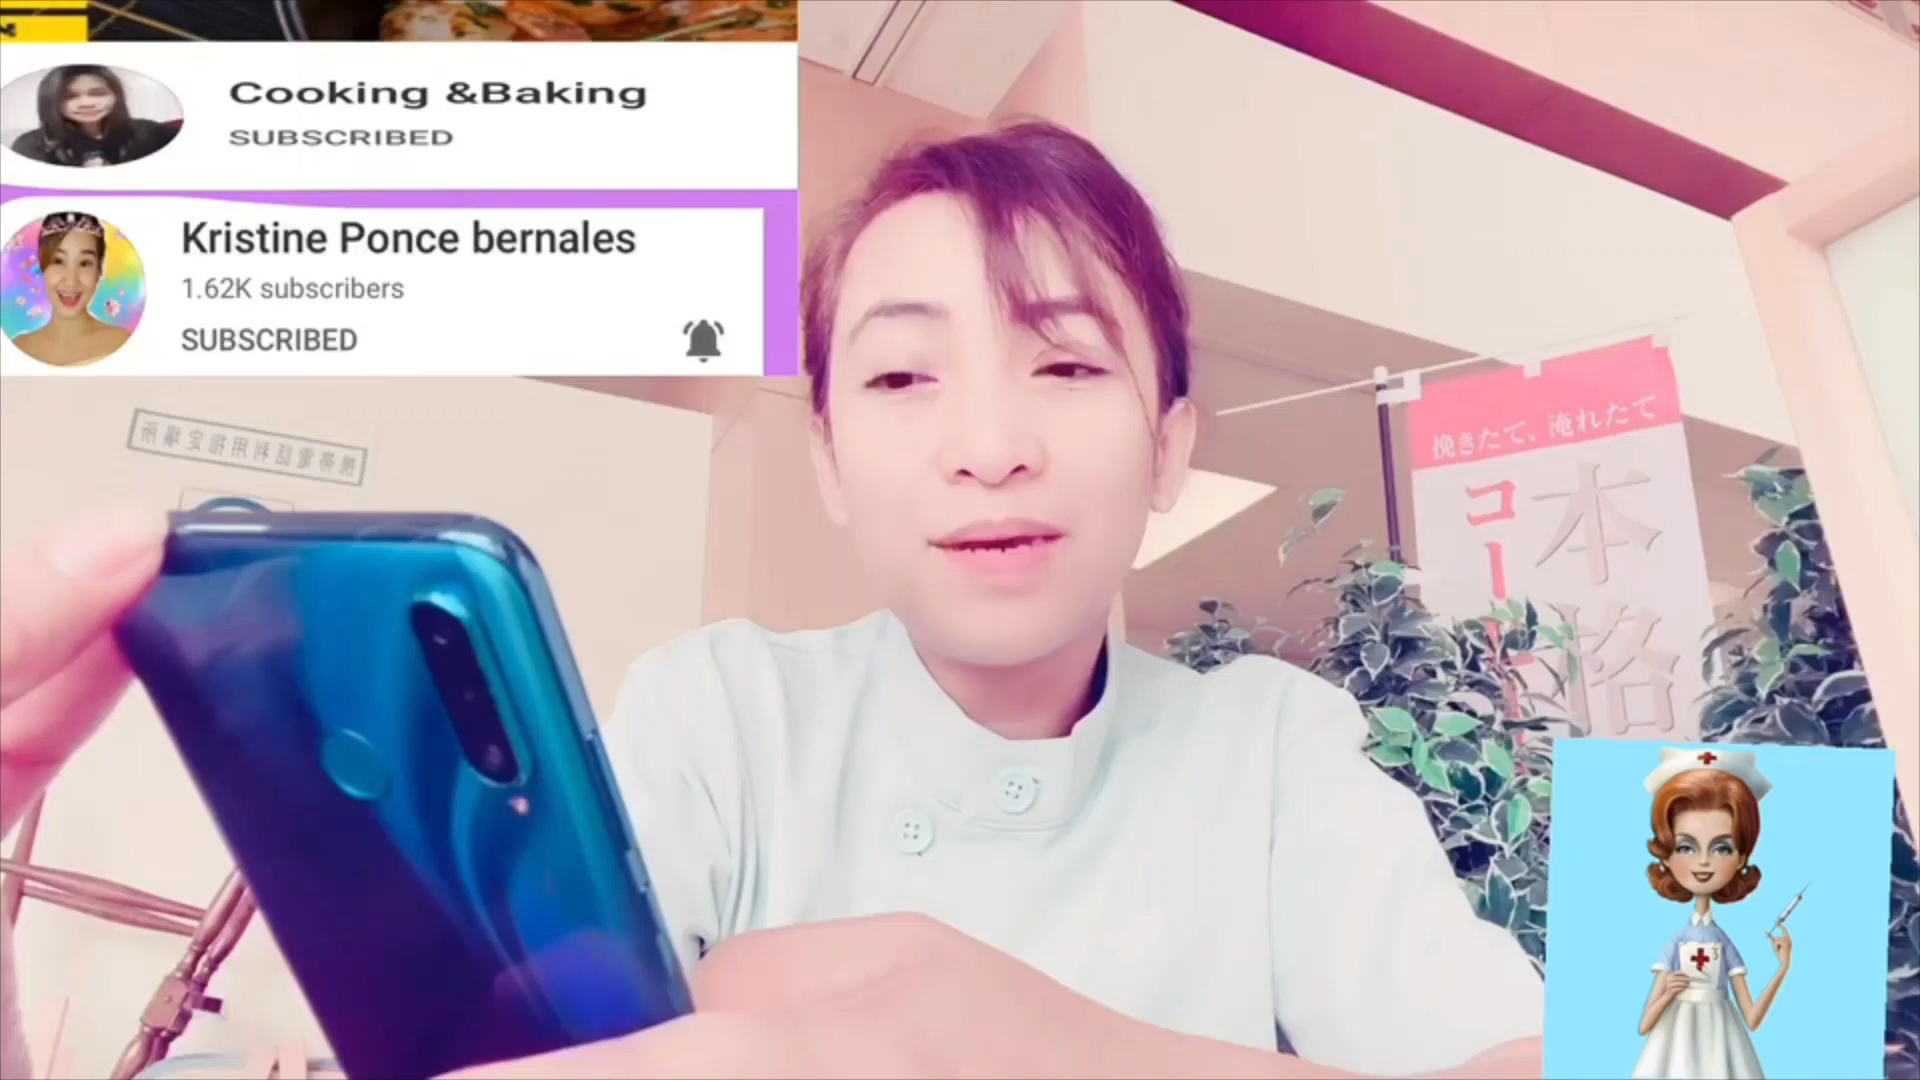 Cooking &Baking
SUBSCRIBED
Kristine Ponce bernales
1.62K subscribers
SUBSCRIBED
挽きたて、淹れたて
本格
コー